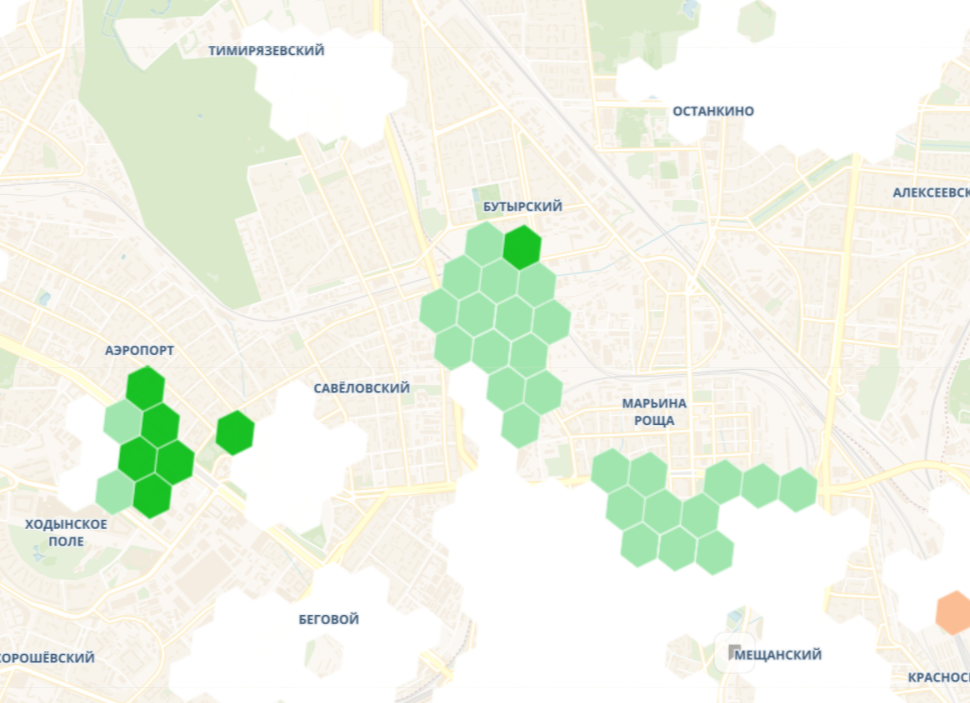 ТИМИРЯЗЕВСКИЙ
ОСТАНКИНО
АЛЕКСЕЕВСК
БУТЫРСКИЙ
АЭРОПОРТ
САВЁЛОВСКИЙ
МАРЬИНА
РОЩА
ХОДЫНСКОЕ
ПОЛЕ
БЕГОВОЙ
ОРОШЁВСКИЙ
МЕЩАНСКИЙ
КРАСНОС